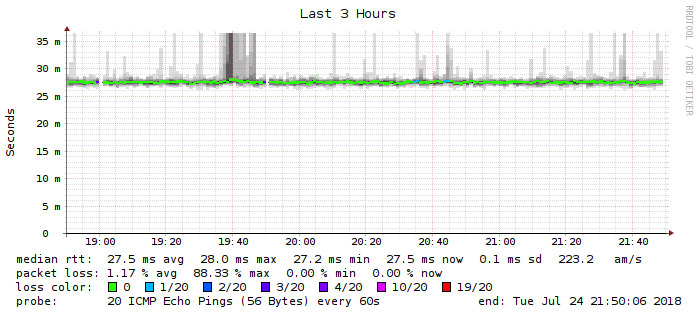 Last 3 Hours
RRDTOOL / TOBI OETIKER
Seconds
35 m
30 m
25 m
20 m
15 m
10 m
5 m
0
19:00 19:20 19:40 20:00 20:20 20:40 21:00 21:20 21:40
median rtt: 27.5 ms avg 28.0 ms max 27.2 ms min 27.5 ms now 0.1 ms sd 223.2 am/s
packet loss: 1.17 % avg 88.33 % max 0.00 % min 0.00 % now
loss color: 0 1/20 2/20 3/20 4/20 10/20 19/20
probe: 20 ICMP Echo Pings (56 Bytes) every 60s end: Tue Jul 24 21:50:06 2018